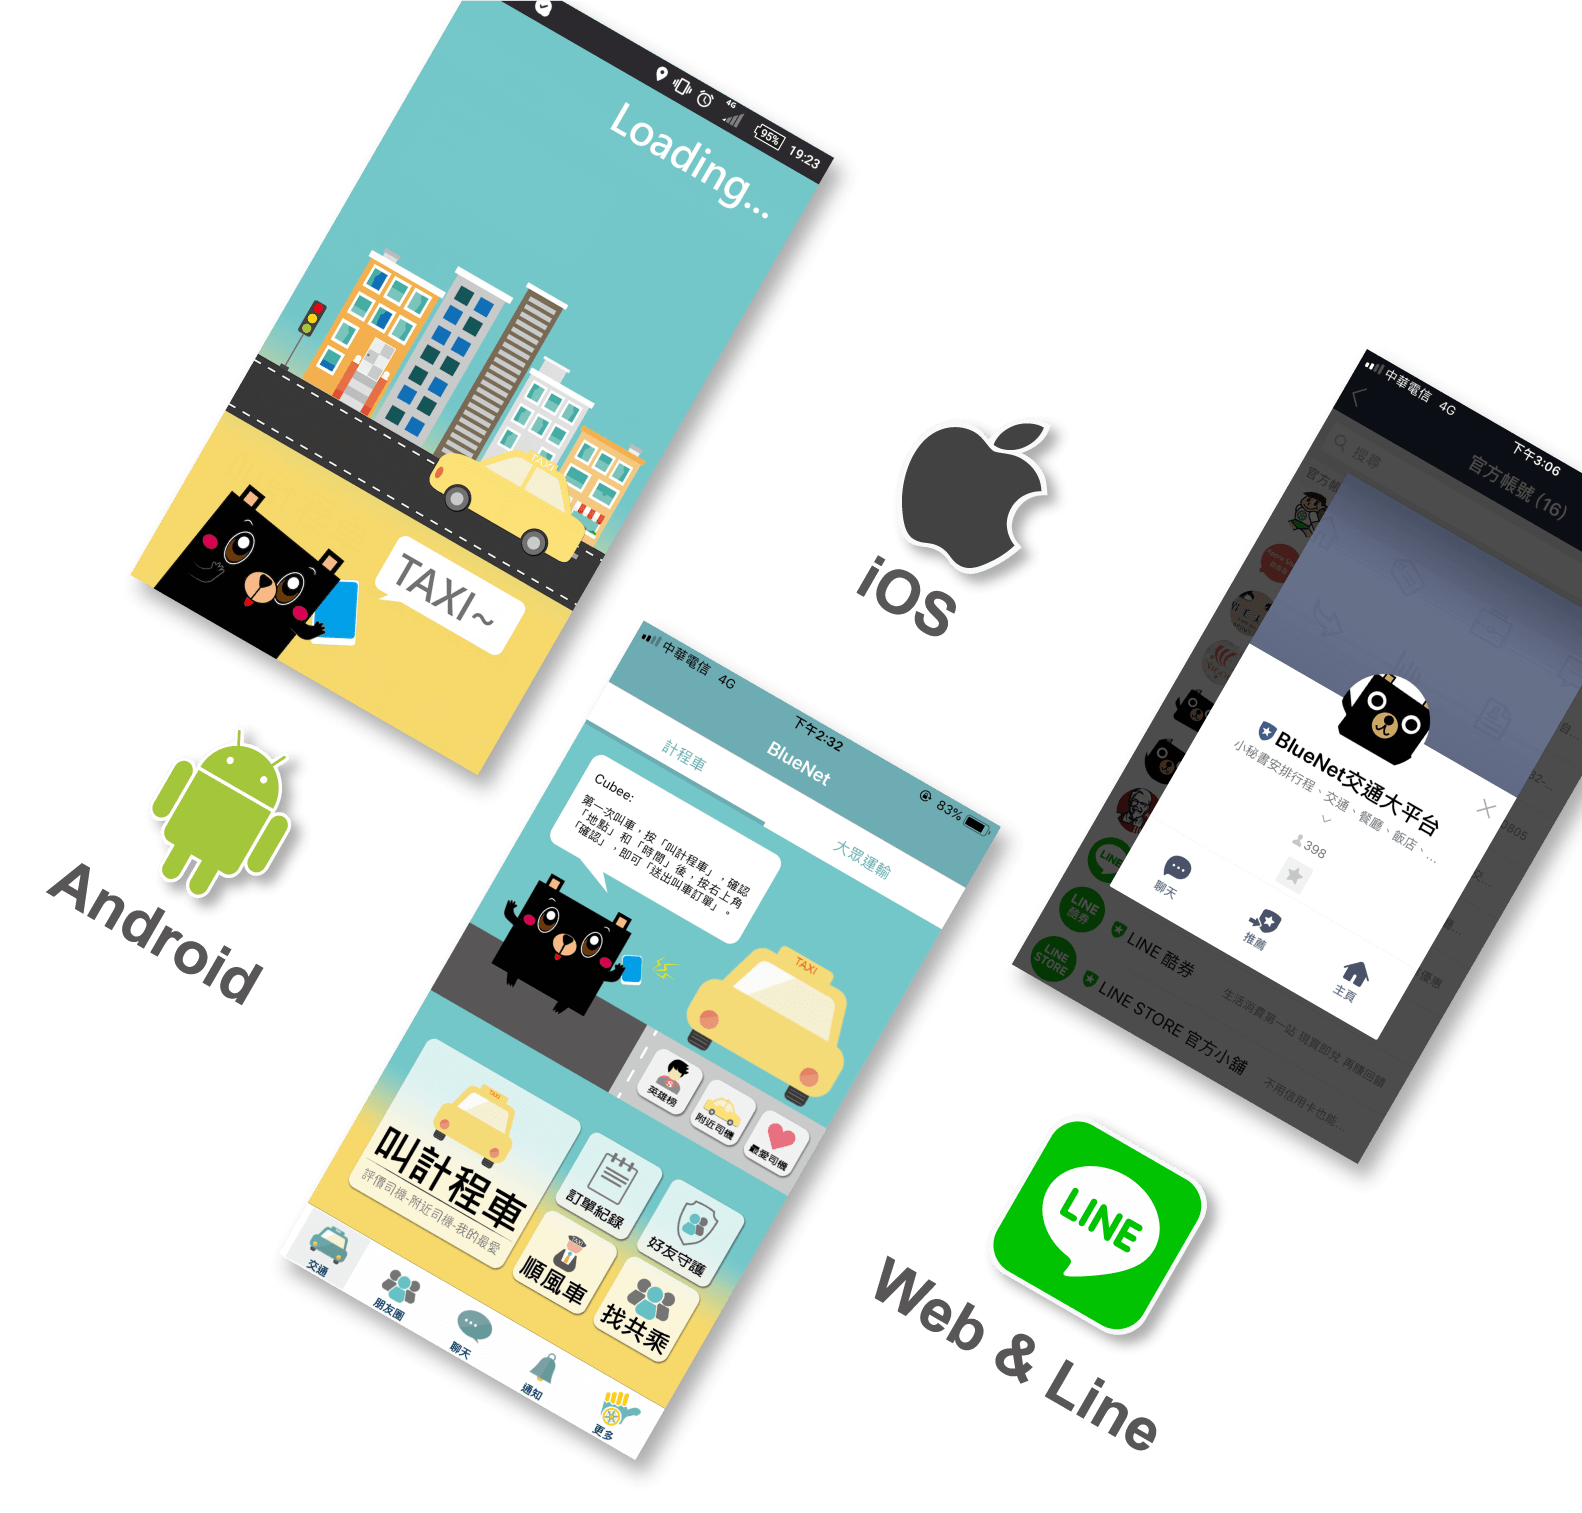 4G
95%
19:23
Loading...
TAXI
TAXI~
Android
iOS
中華電信 4G
下午2:32
83%
BlueNet
計程車
大眾運輸
Cubee:
第一次叫車，按「叫計程車」，確認
「地點」和「時間」後，按右上角
「確認」，即可「送出叫車訂單」。
TAXI
英雄榜
附近司機
最愛司機
TAXI
叫計程車
評價司機-附近司機-我的最愛
訂單紀錄
好友守護
TAXI
順風車
找共乘
交通
朋友圈
聊天
通知
更多
中華電信 4G
下午3:06
官方帳號 (16)
搜尋
BlueNet交通大平台
小秘書安排行程、交通、餐廳、飯店、...
398
聊天
推薦
主頁
LINE
酷券
LINE 酷券
生活消費第一站 現買即兌 再賺回饋
LINE
STORE
LINE STORE 官方小舖
不用信用卡也能...
LINE
Web & Line